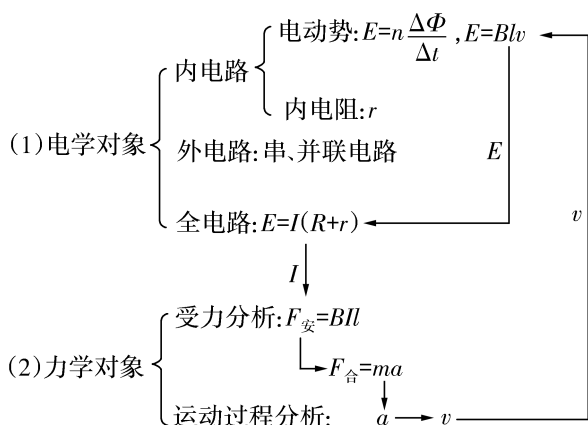 电动势:E=n ΔΦ/Δt ,E=Blv
内电路
内电阻:r
(1)电学对象
外电路:串、并联电路
E
v
全电路:E=I(R+r)
I
受力分析:F安=BIl
(2)力学对象
F合=ma
运动过程分析: a v